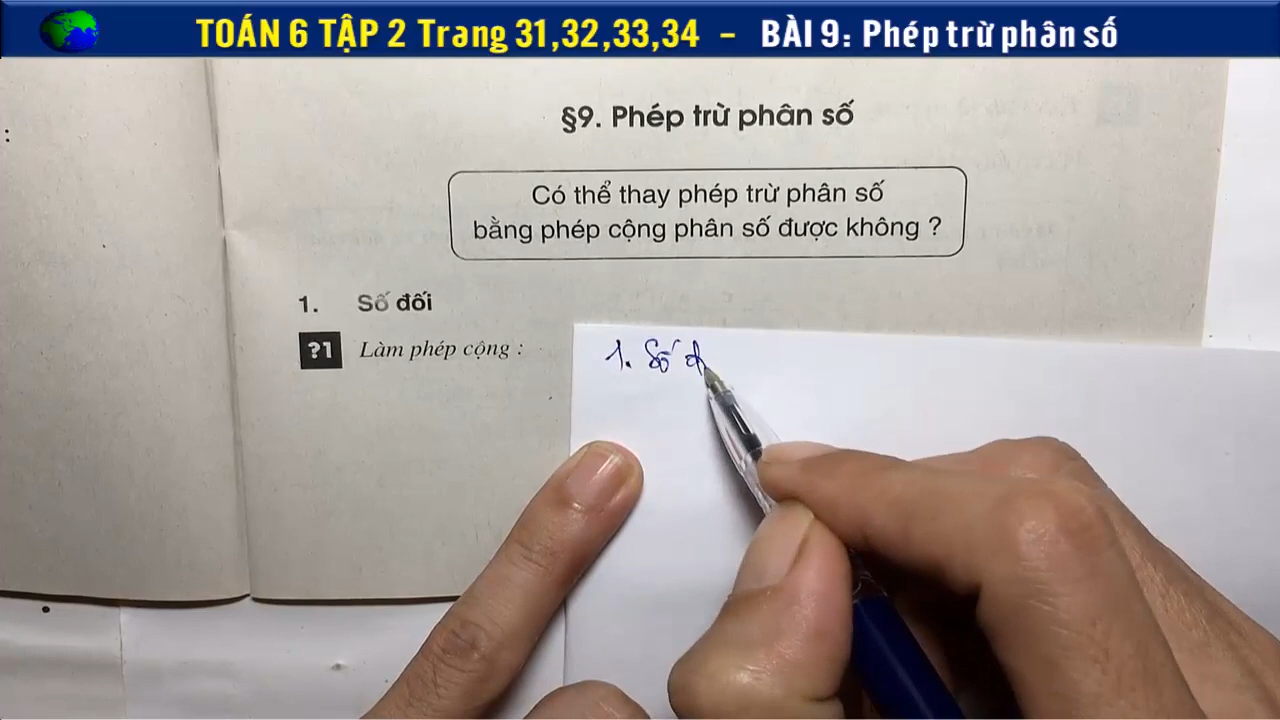 TOÁN 6 TẬP 2 Trang 31,32,33,34 – BÀI 9: Phép trừ phân số
§9. Phép trừ phân số
Có thể thay phép trừ phân số
bằng phép cộng phân số được không ?
1. Số đối
?1 Làm phép cộng :
1. Số đ